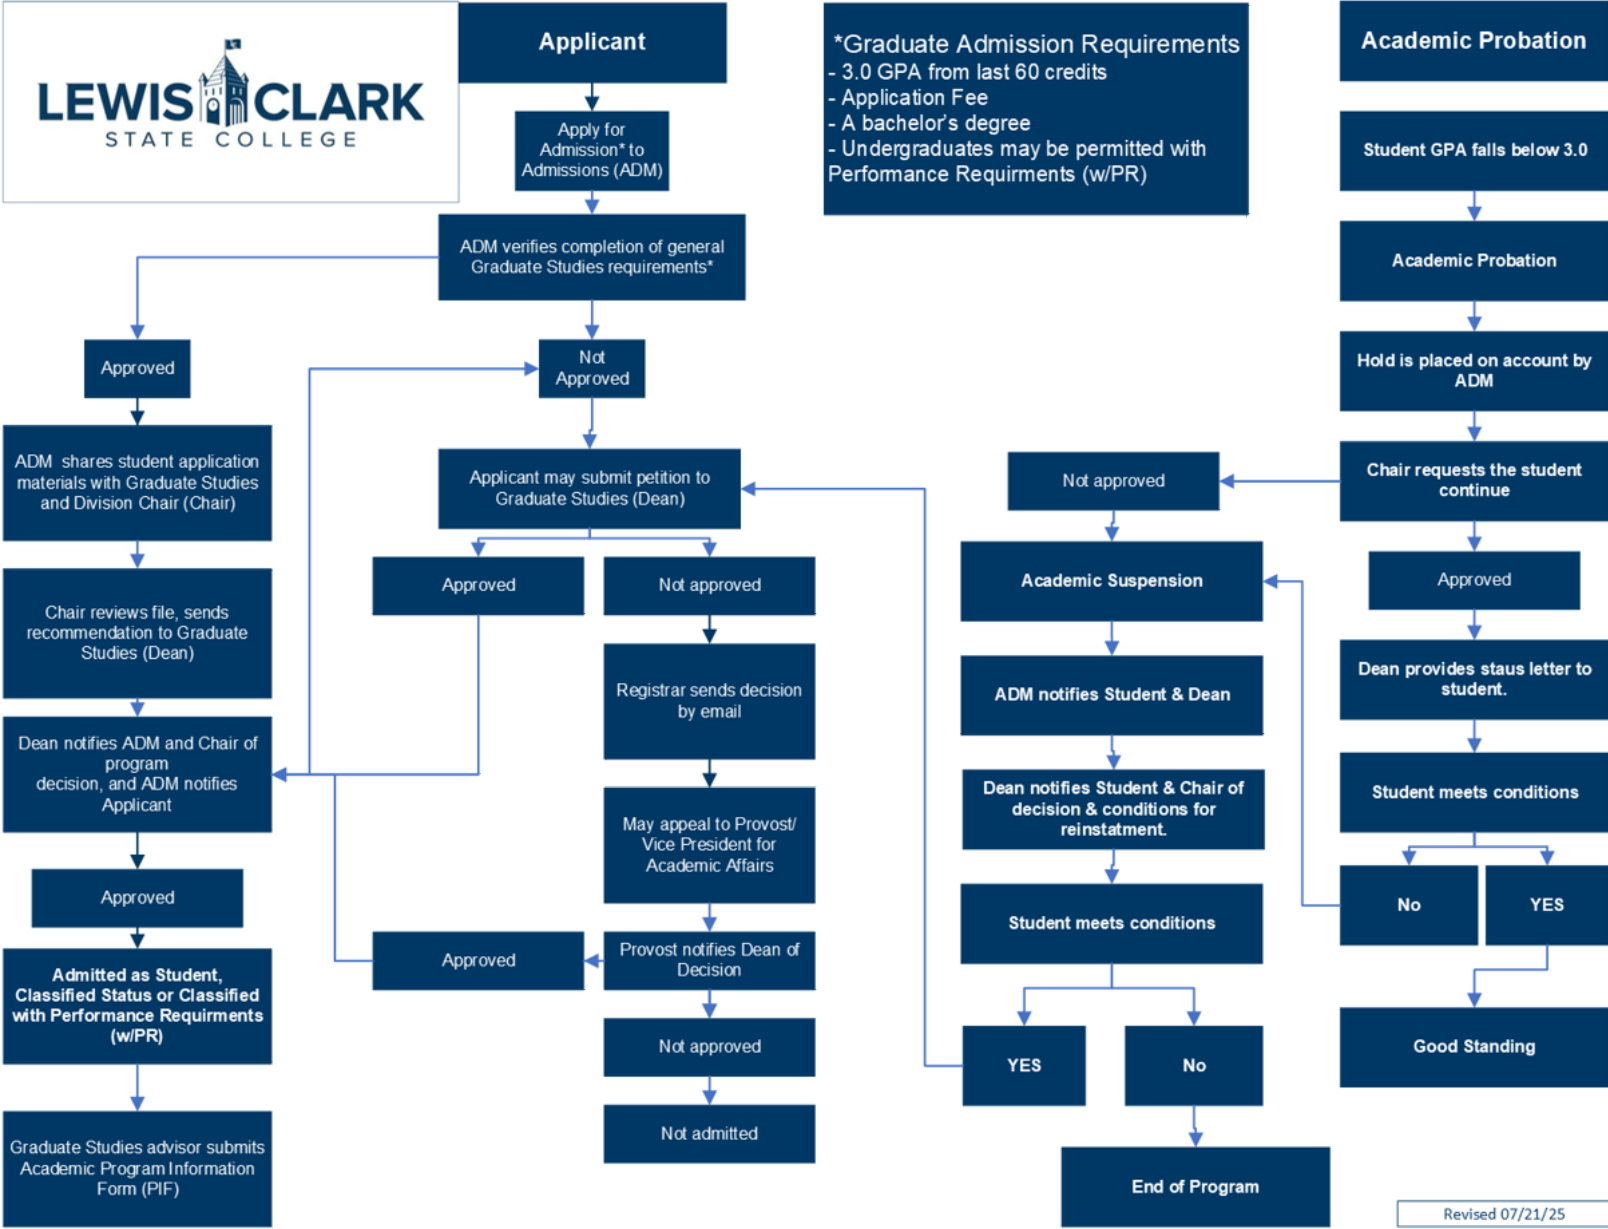 LEWIS CLARK
STATE COLLEGE
Applicant
Apply for
Admission* to
Admissions (ADM)
ADM verifies completion of general
Graduate Studies requirements*
Approved
Not
Approved
ADM shares student application
materials with Graduate Studies
and Division Chair (Chair)
Chair reviews file, sends
recommendation to Graduate
Studies (Dean)
Dean notifies ADM and Chair of
program
decision, and ADM notifies
Applicant
Approved
Admitted as Student,
Classified Status or Classified
with Performance Requirments
(w/PR)
Graduate Studies advisor submits
Academic Program Information
Form (PIF)
Applicant may submit petition to
Graduate Studies (Dean)
Approved
Not approved
Registrar sends decision
by email
May appeal to Provost/
Vice President for
Academic Affairs
Provost notifies Dean of
Decision
Approved
Not approved
Not admitted
*Graduate Admission Requirements
- 3.0 GPA from last 60 credits
- Application Fee
- A bachelor's degree
- Undergraduates may be permitted with
Performance Requirments (w/PR)
Academic Probation
Student GPA falls below 3.0
Academic Probation
Hold is placed on account by
ADM
Chair requests the student
continue
Not approved
Approved
Academic Suspension
ADM notifies Student & Dean
Dean notifies Student & Chair of
decision & conditions for
reinstatment.
Student meets conditions
YES
No
End of Program
Dean provides staus letter to
student.
Student meets conditions
No
YES
Good Standing
Revised 07/21/25